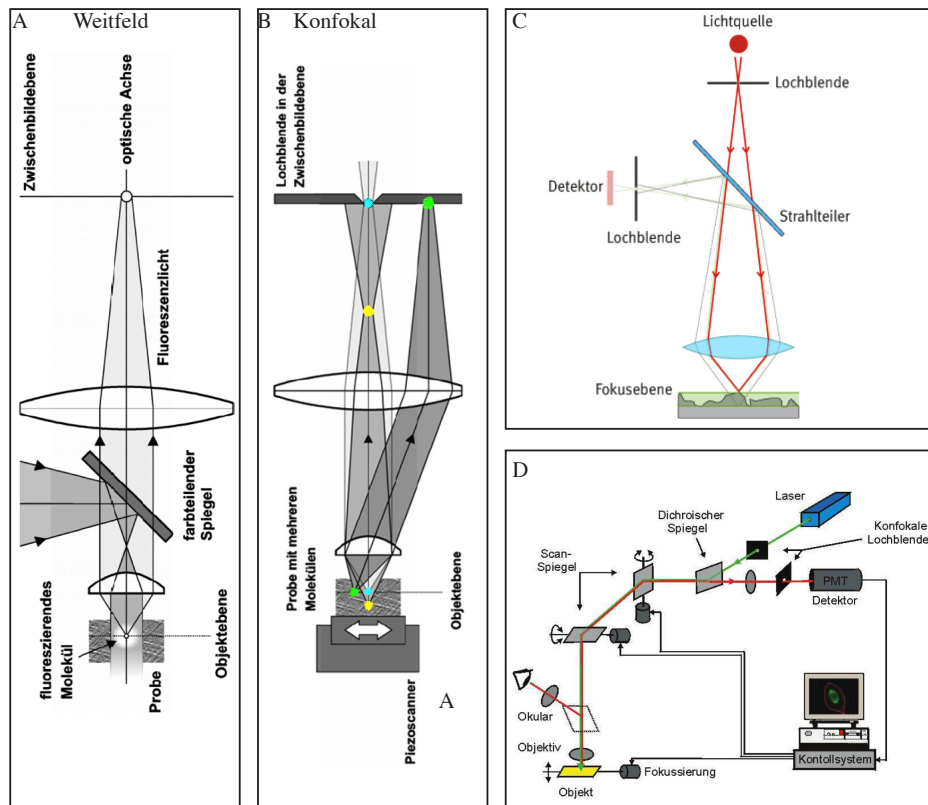 A Weitfeld
Zwischenbildebene
optische Achse
Fluoreszenzlicht
farbteilender
Spiegel
fluoreszierendes
Molekül
Probe
Objektebene
B Konfokal
Lochblende in der
Zwischenbildebene
Probe mit mehreren
Molekülen
Objektebene
Piezoscanner
A
C
Lichtquelle
Lochblende
Detektor
Lochblende
Strahlteiler
Fokusebene
D
Laser
Dichroischer
Spiegel
Konfokale
Lochblende
Scan-
Spiegel
PMT
Detektor
Okular
Objektiv
Fokussierung
Objekt
Kontollsystem